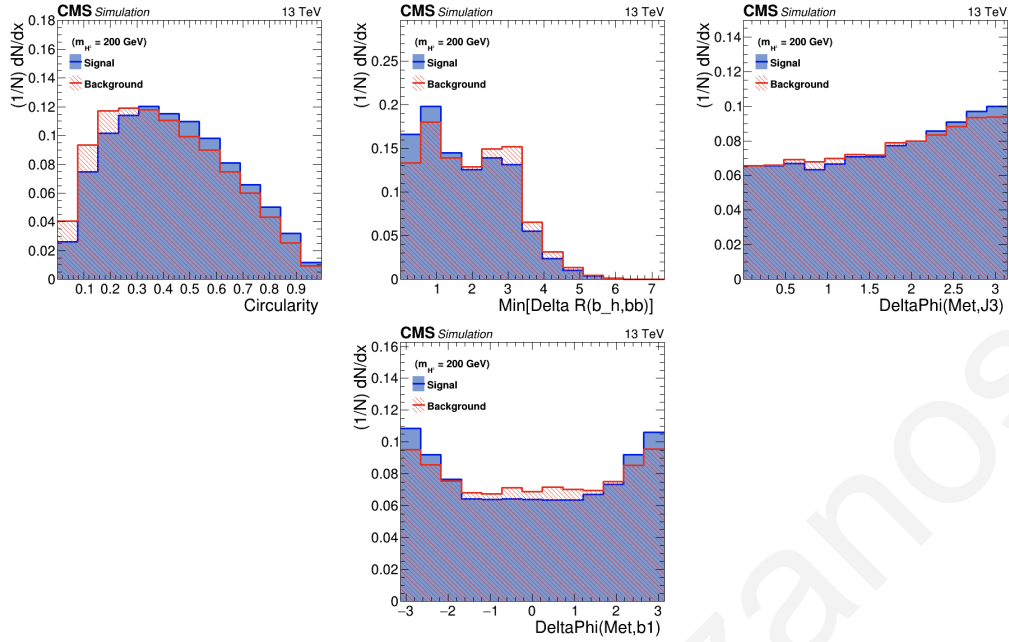 CMS Simulation 13 TeV
(1/N) dN/dx
0.18
0.16
0.14
0.12
0.1
0.08
0.06
0.04
0.02
0
(m_H' = 200 GeV)
Signal
Background
0.1 0.2 0.3 0.4 0.5 0.6 0.7 0.8 0.9
Circularity
CMS Simulation 13 TeV
(1/N) dN/dx
0.25
0.2
0.15
0.1
0.05
0
(m_H' = 200 GeV)
Signal
Background
1 2 3 4 5 6 7
Min[Delta R(b_h,bb)]
CMS Simulation 13 TeV
(1/N) dN/dx
0.14
0.12
0.1
0.08
0.06
0.04
0.02
0
(m_H' = 200 GeV)
Signal
Background
0.5 1 1.5 2 2.5 3
DeltaPhi(Met,J3)
CMS Simulation 13 TeV
(1/N) dN/dx
0.16
0.14
0.12
0.1
0.08
0.06
0.04
0.02
0
(m_H' = 200 GeV)
Signal
Background
−3 −2 −1 0 1 2 3
DeltaPhi(Met,b1)